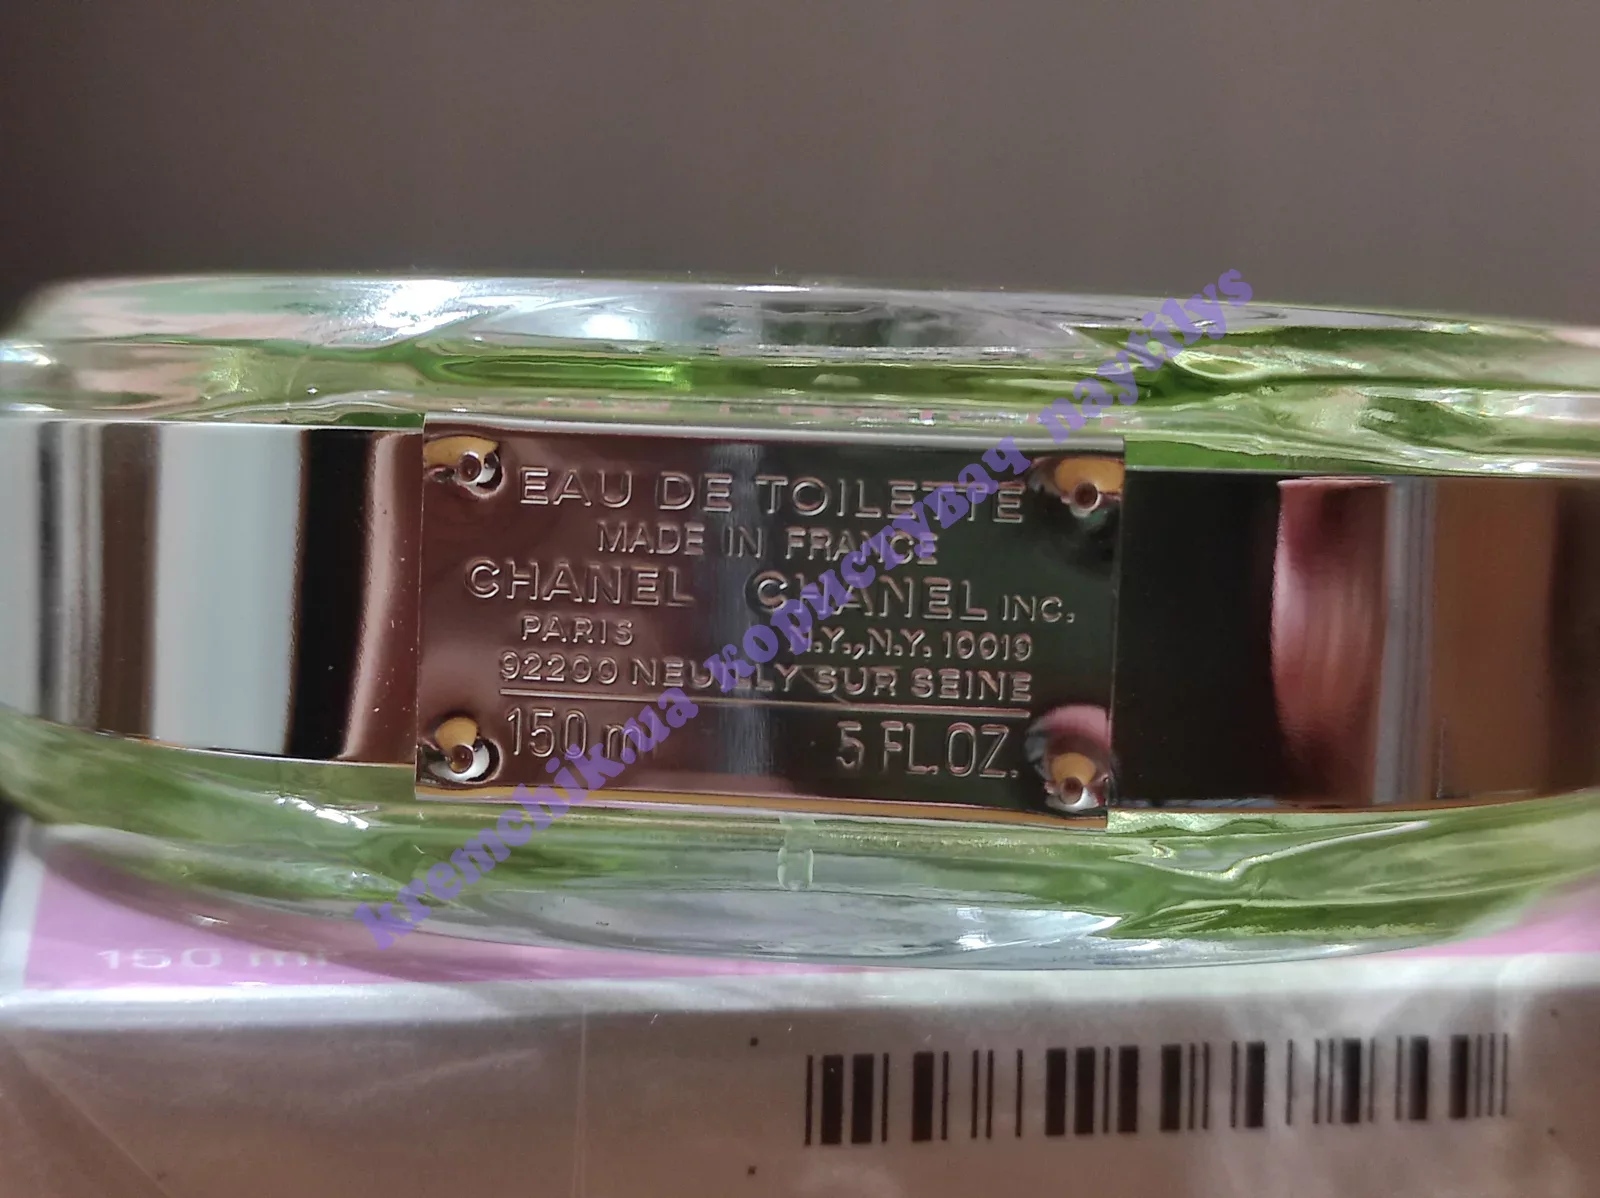 EAU DE TOILETTE
MADE IN FRANCE
CHANEL CHANEL INC.
PARIS N.Y., N.Y. 10019
92200 NEUILLY SUR SEINE
150 ml 5 FL.OZ.
kremchik.ua користувач naytilys
150 ml